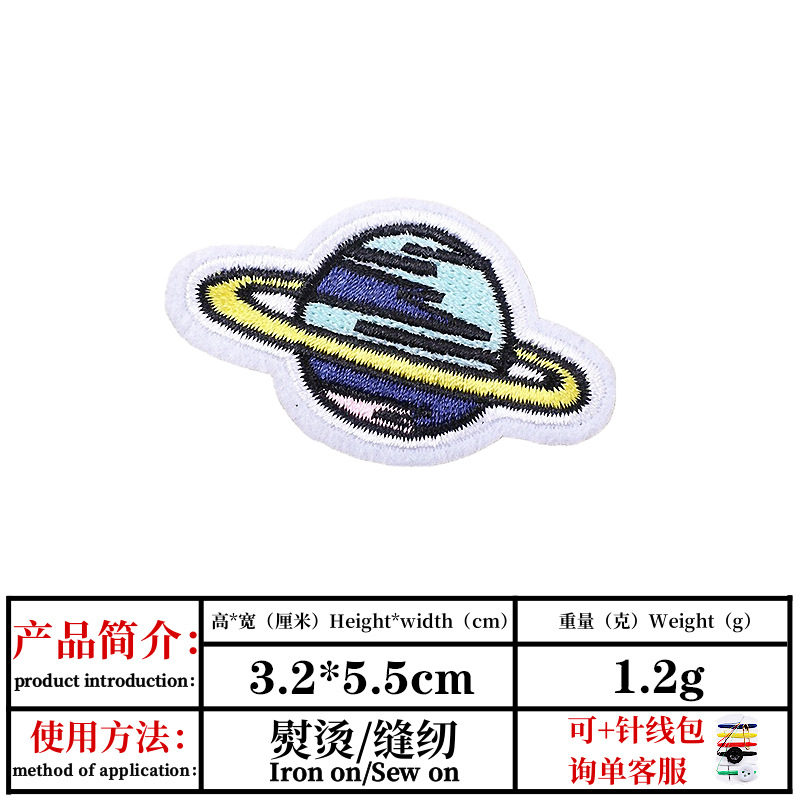 产品简介：
product introduction:
高*宽（厘米）Height*width（cm）
重量（克）Weight（g）
3.2*5.5cm
1.2g
使用方法：
method of application:
熨烫/缝纫
Iron on/Sew on
可+针线包
询单客服